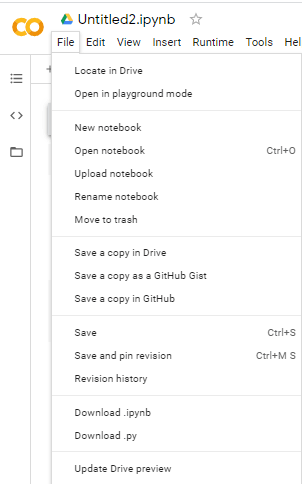 Untitled2.ipynb
File Edit View Insert Runtime Tools Hel
Locate in Drive
Open in playground mode
New notebook
Open notebook Ctrl+O
Upload notebook
Rename notebook
Move to trash
Save a copy in Drive
Save a copy as a GitHub Gist
Save a copy in GitHub
Save Ctrl+S
Save and pin revision Ctrl+M S
Revision history
Download .ipynb
Download .py
Update Drive preview